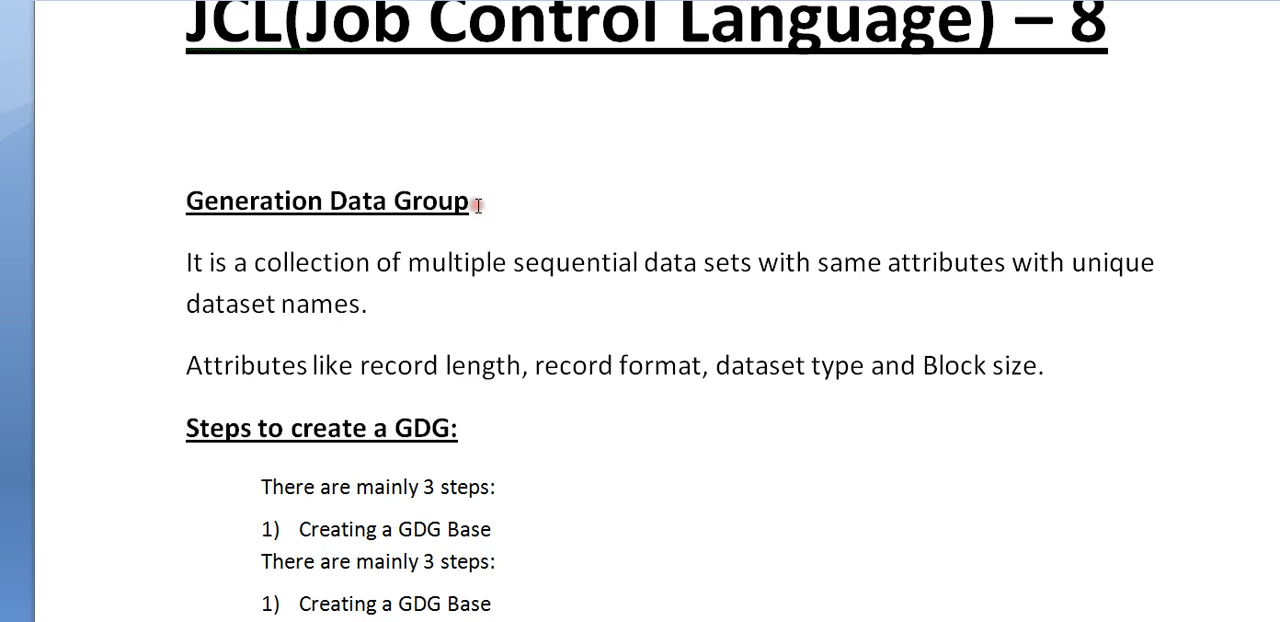 JCL(Job Control Language) – 8
Generation Data Group
It is a collection of multiple sequential data sets with same attributes with unique
dataset names.
Attributes like record length, record format, dataset type and Block size.
Steps to create a GDG:
There are mainly 3 steps:
1) Creating a GDG Base
There are mainly 3 steps:
1) Creating a GDG Base